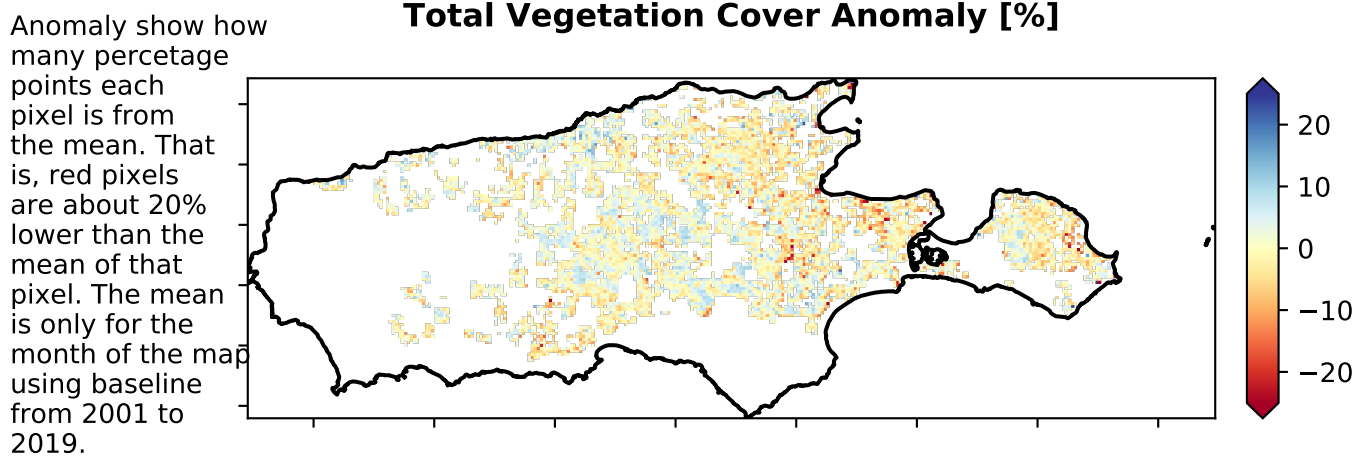 Total Vegetation Cover Anomaly [%]
Anomaly show how
many percetage
points each
pixel is from
the mean. That
is, red pixels
are about 20%
lower than the
mean of that
pixel. The mean
is only for the
month of the map
using baseline
from 2001 to
2019.
20
10
0
−10
−20